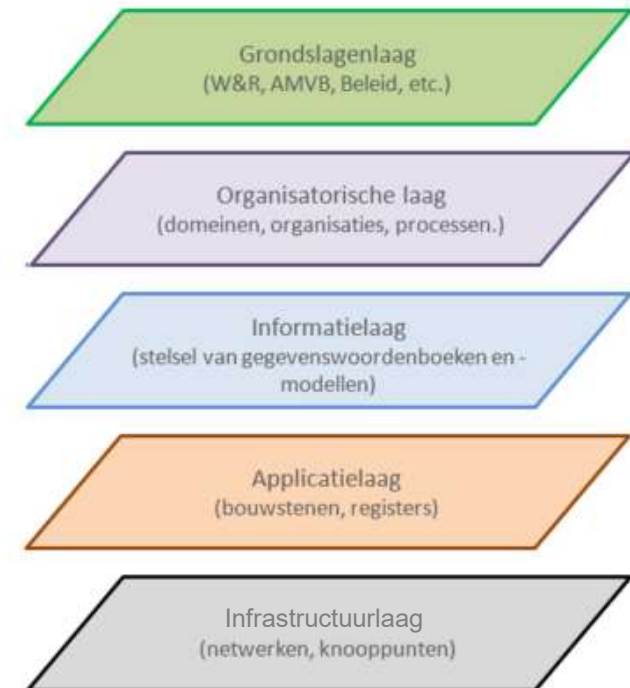 Grondslagenlaag
(W&R, AMVB, Beleid, etc.)
Organisatorische laag
(domeinen, organisaties, processen.)
Informatielaag
(stelsel van gegevenswoordenboeken en -
modellen)
Applicatielaag
(bouwstenen, registers)
Infrastructuurlaag
(netwerken, knooppunten)